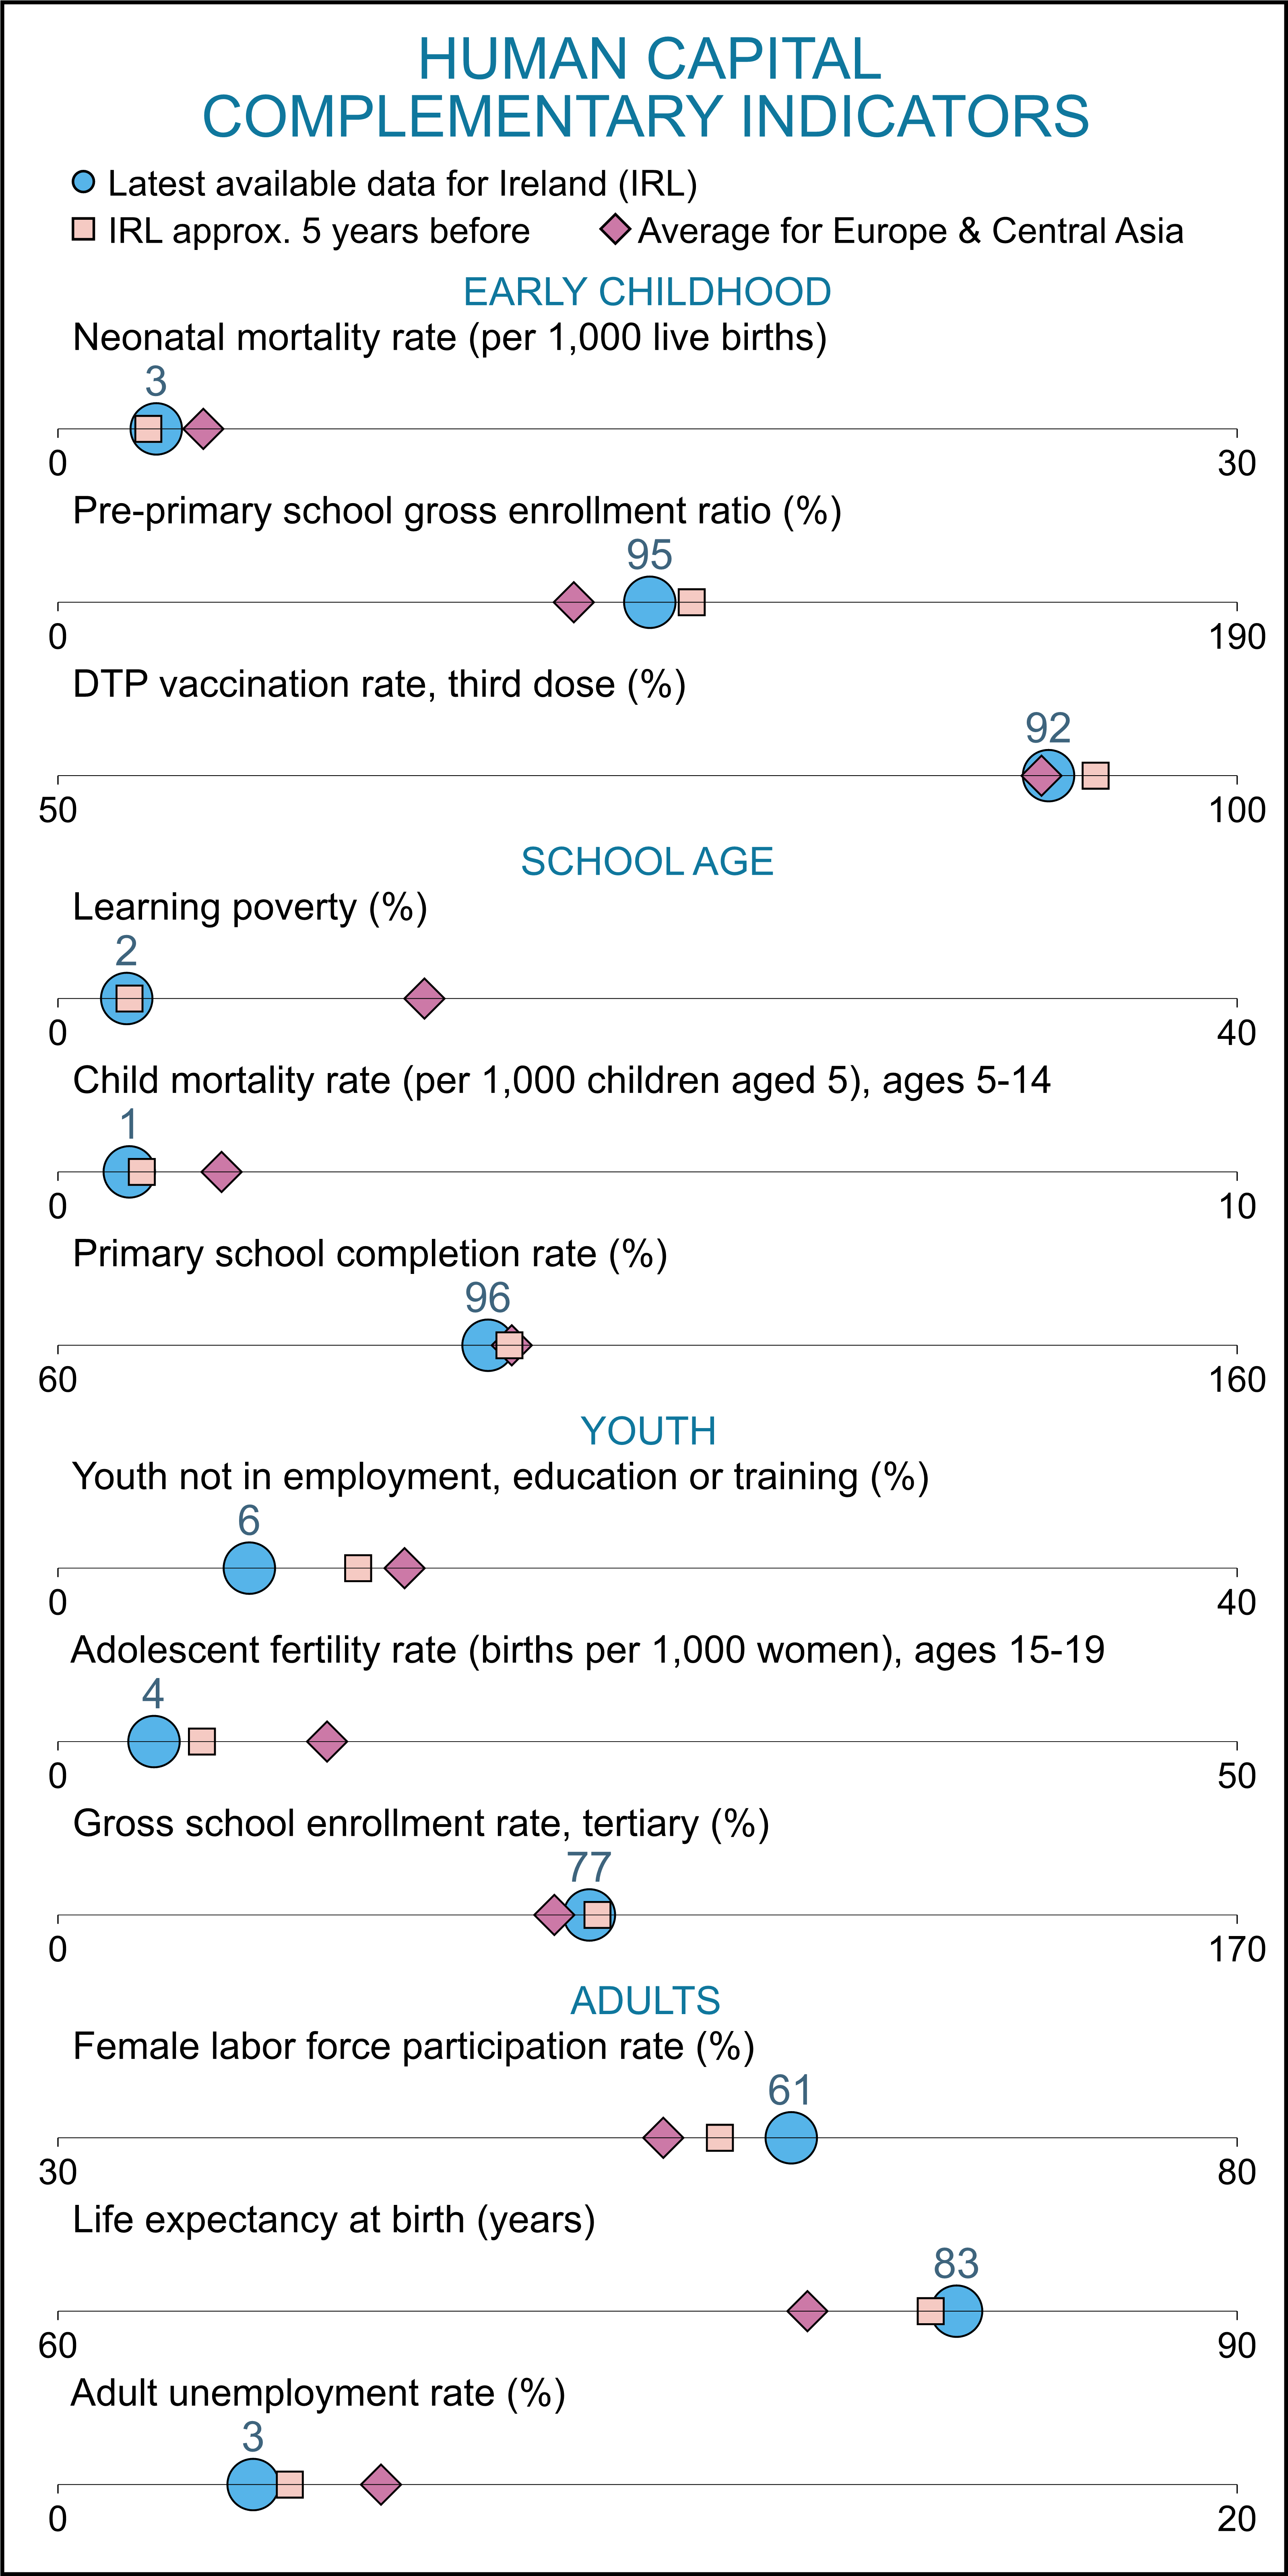 HUMAN CAPITAL
COMPLEMENTARY INDICATORS
Latest available data for Ireland (IRL)
IRL approx. 5 years before
Average for Europe & Central Asia
EARLY CHILDHOOD
Neonatal mortality rate (per 1,000 live births)
3
0 30
Pre-primary school gross enrollment ratio (%)
95
0 190
DTP vaccination rate, third dose (%)
92
50 100
SCHOOL AGE
Learning poverty (%)
2
0 40
Child mortality rate (per 1,000 children aged 5), ages 5-14
1
0 10
Primary school completion rate (%)
96
60 160
YOUTH
Youth not in employment, education or training (%)
6
0 40
Adolescent fertility rate (births per 1,000 women), ages 15-19
4
0 50
Gross school enrollment rate, tertiary (%)
77
0 170
ADULTS
Female labor force participation rate (%)
61
30 80
Life expectancy at birth (years)
83
60 90
Adult unemployment rate (%)
3
0 20